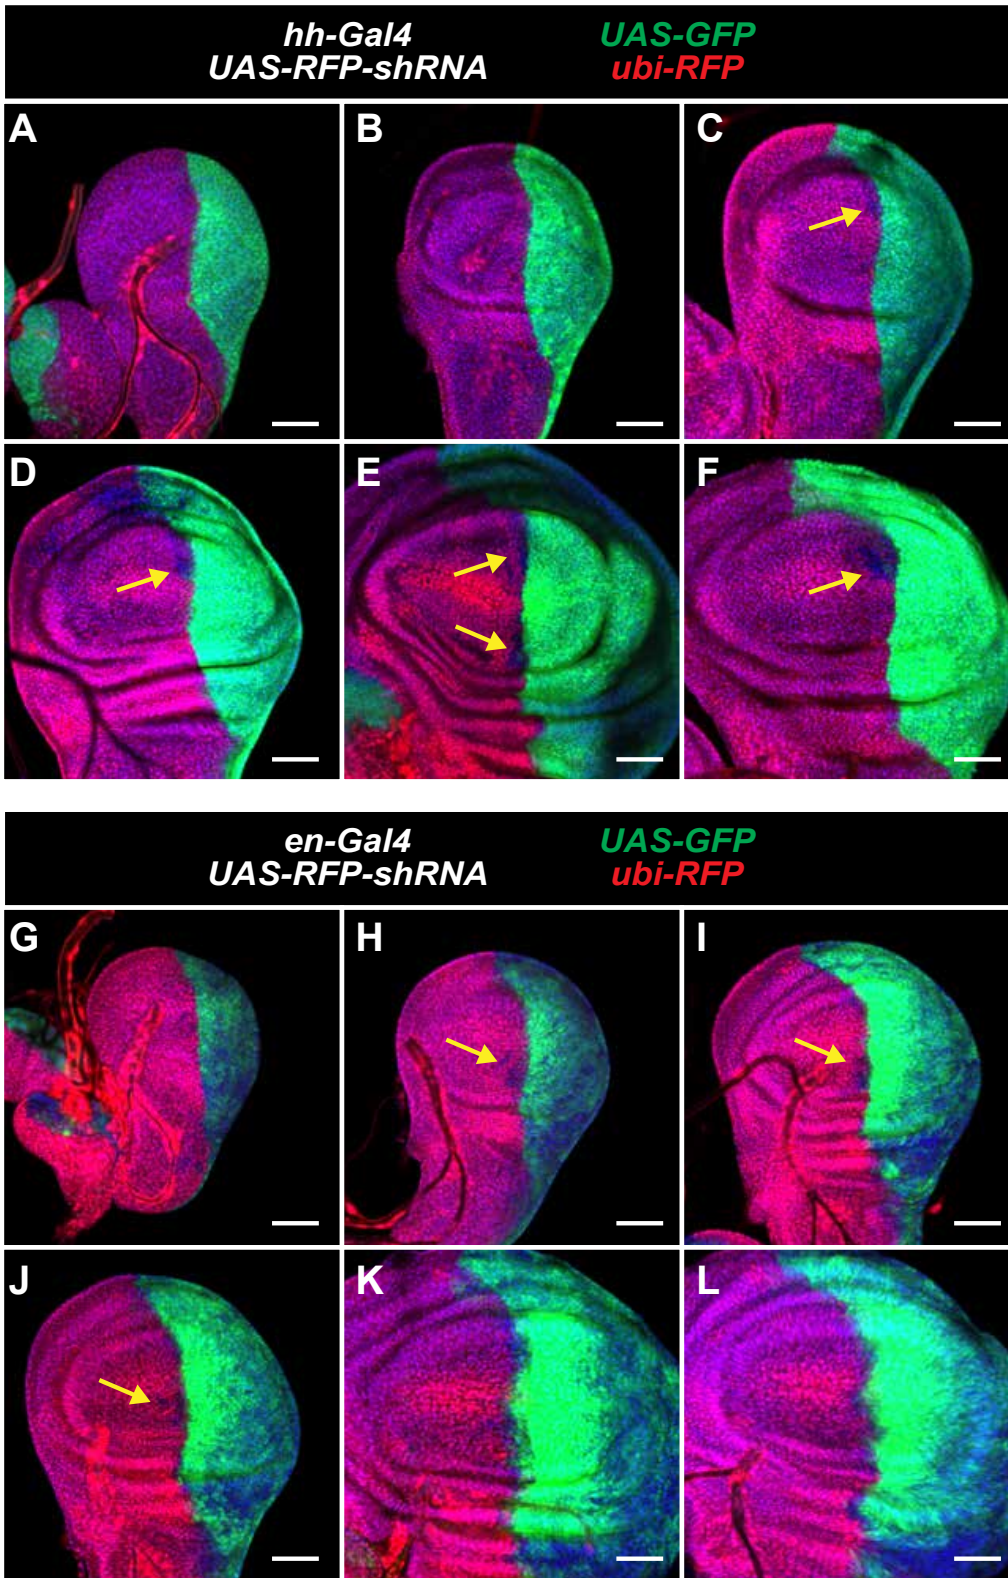 hh-Gal4 UAS-GFP
UAS-RFP-shRNA ubi-RFP
A B C
D E F
en-Gal4 UAS-GFP
UAS-RFP-shRNA ubi-RFP
G H I
J K L